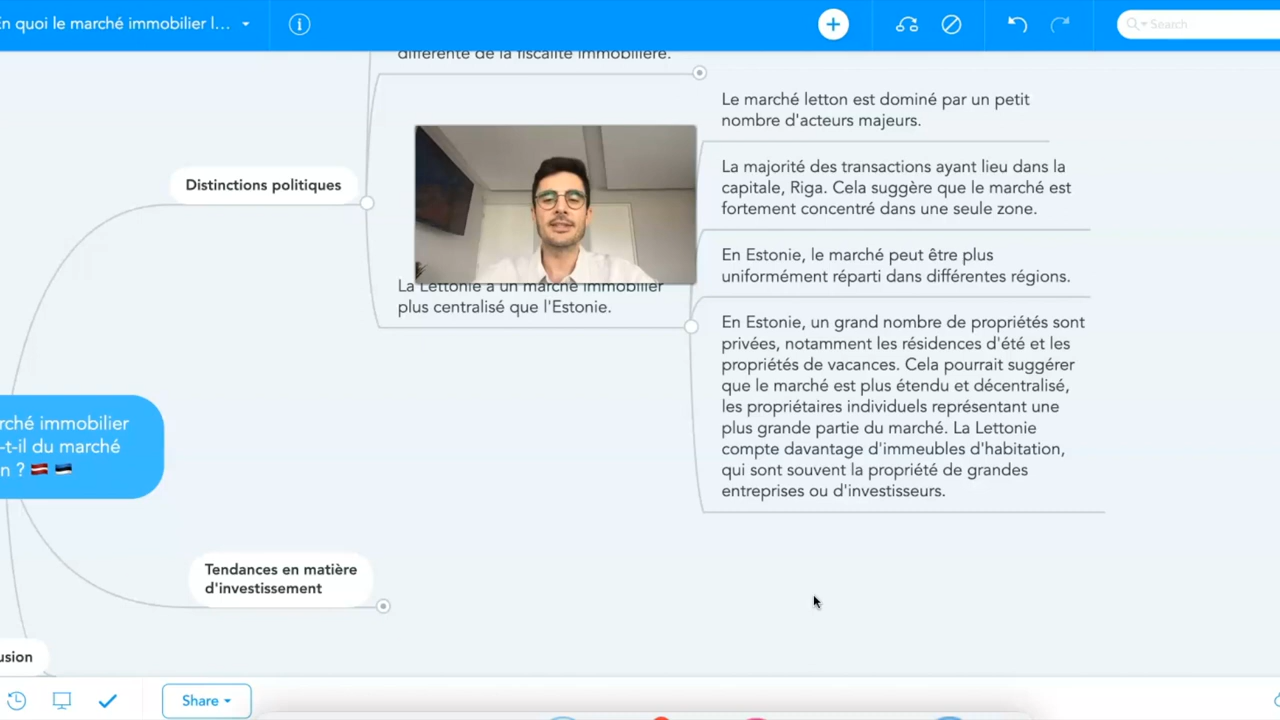 En quoi le marché immobilier l...
Search
différente de la fiscalité immobilière.
Le marché letton est dominé par un petit
nombre d'acteurs majeurs.
Distinctions politiques
La majorité des transactions ayant lieu dans la
capitale, Riga. Cela suggère que le marché est
fortement concentré dans une seule zone.
En Estonie, le marché peut être plus
uniformément réparti dans différentes régions.
La Lettonie a un marché immobilier
plus centralisé que l'Estonie.
En Estonie, un grand nombre de propriétés sont
privées, notamment les résidences d'été et les
propriétés de vacances. Cela pourrait suggérer
que le marché est plus étendu et décentralisé,
les propriétaires individuels représentant une
plus grande partie du marché. La Lettonie
compte davantage d'immeubles d'habitation,
qui sont souvent la propriété de grandes
entreprises ou d'investisseurs.
rché immobilier
-t-il du marché
n ?
Tendances en matière
d'investissement
usion
Share